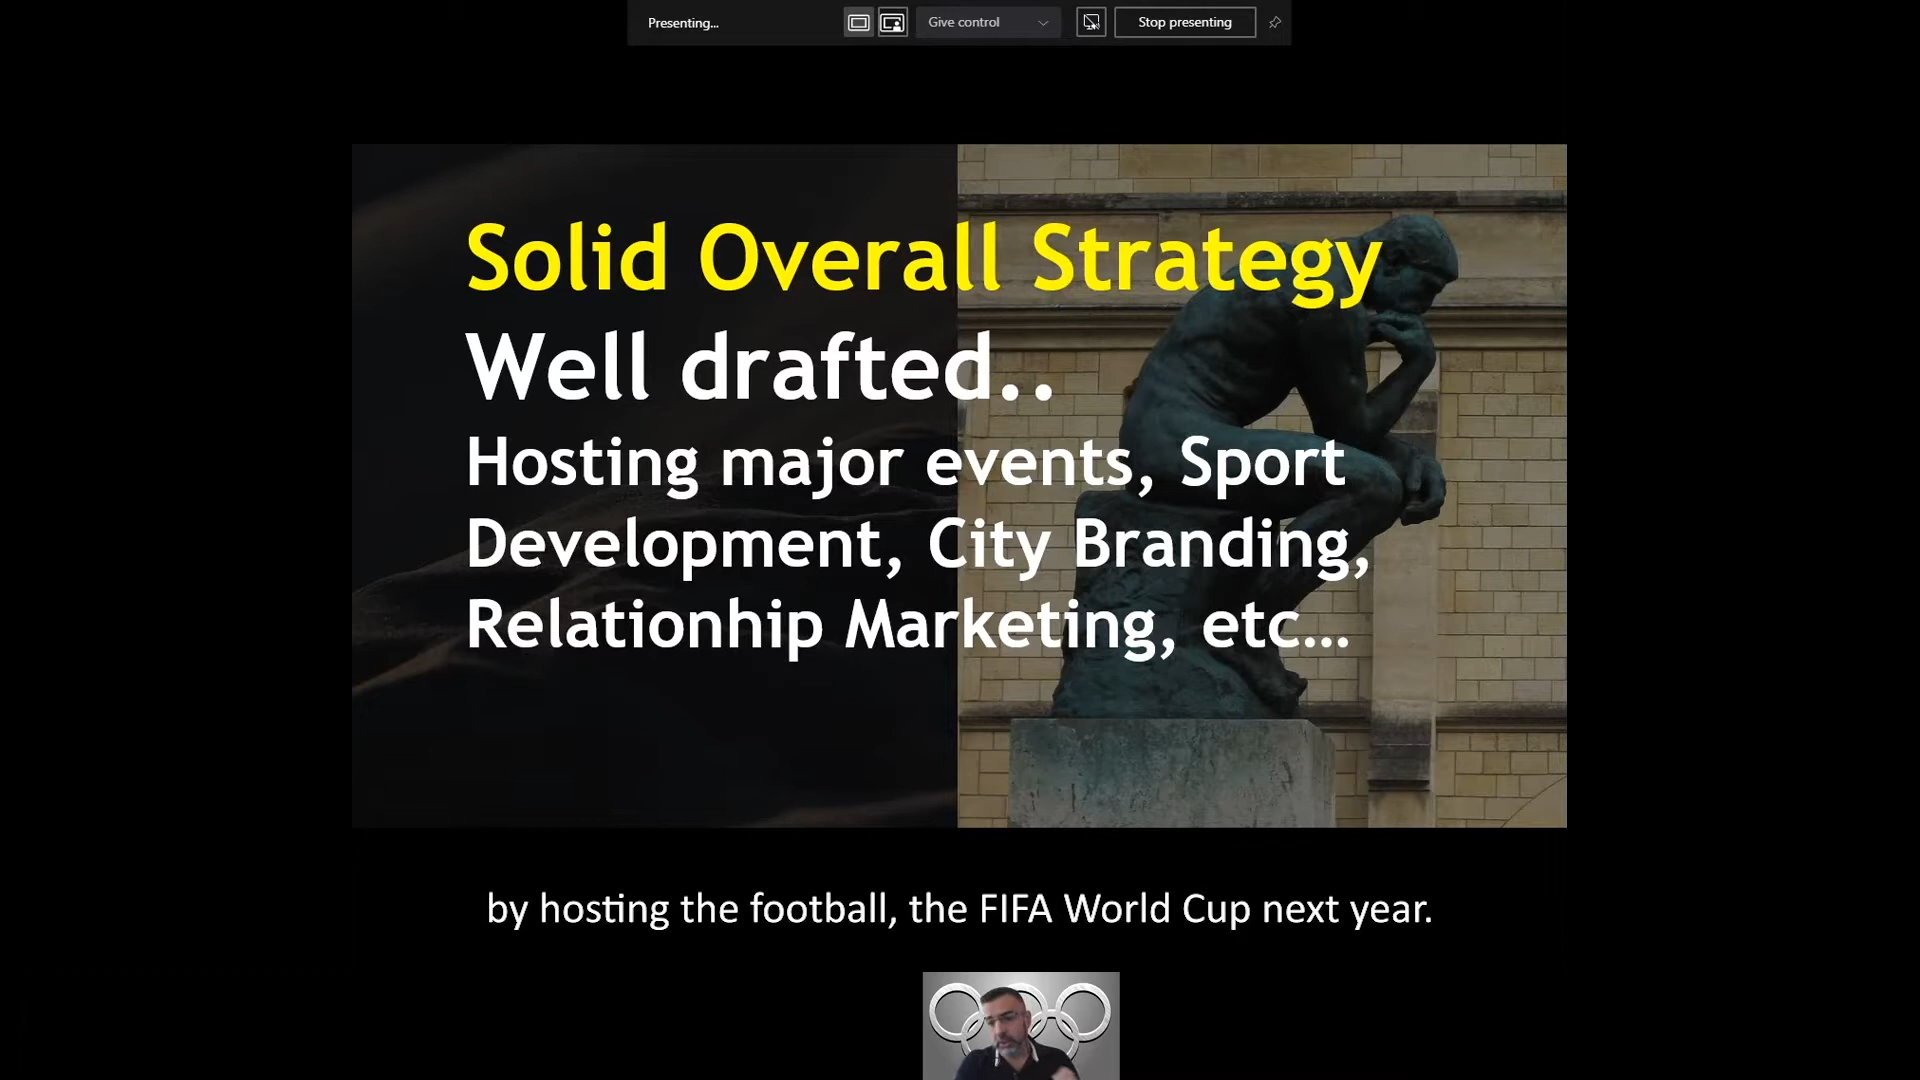 Presenting...
Give control
Stop presenting
Solid Overall Strategy
Well drafted..
Hosting major events, Sport
Development, City Branding,
Relationhip Marketing, etc...
by hosting the football, the FIFA World Cup next year.